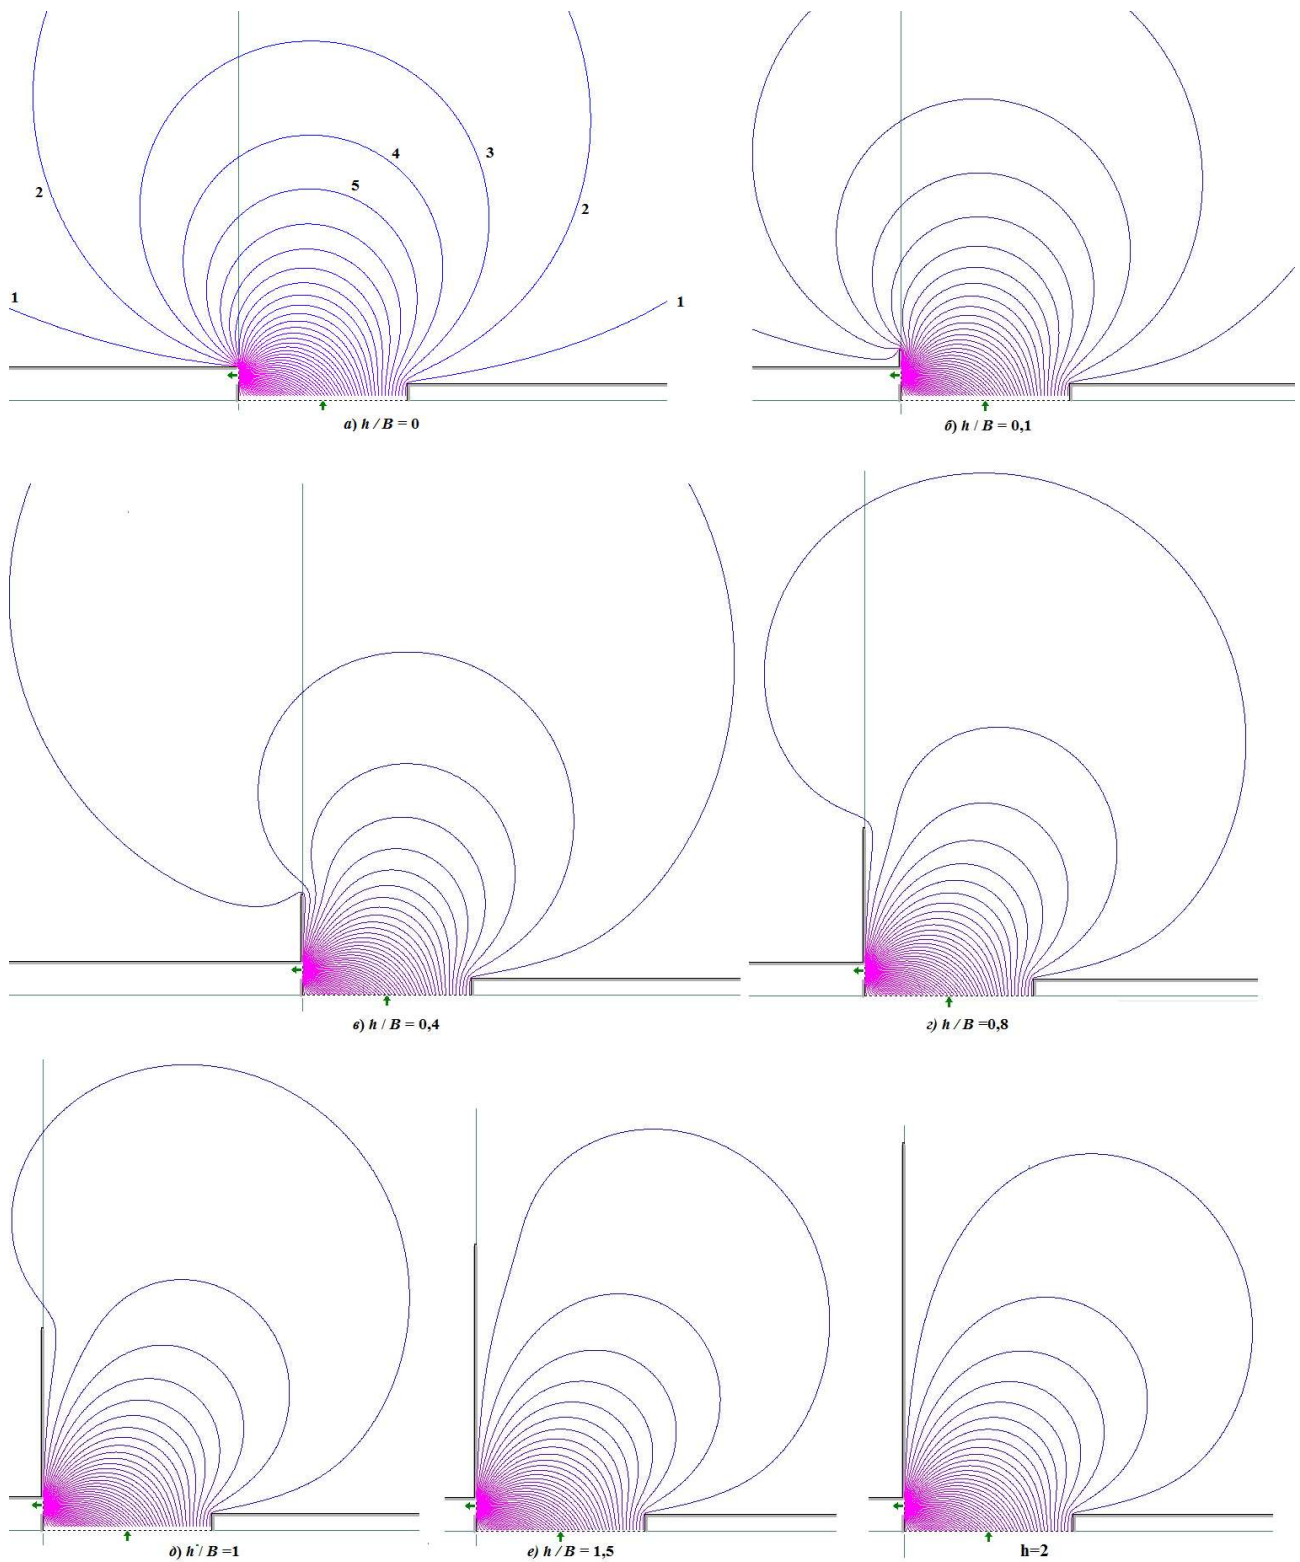 4
3
5
2
2
1
1
а) h / B = 0
б) h / B = 0,1
в) h / B = 0,4
г) h / B =0,8
д) h / B =1
е) h / B = 1,5
h=2